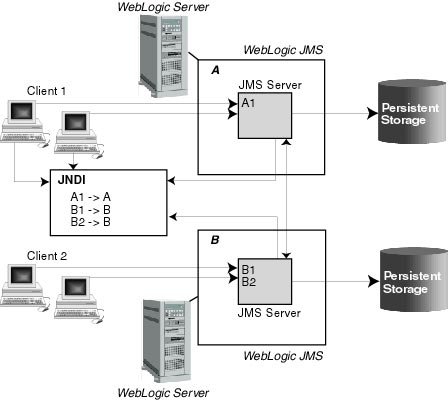 WebLogic Server
WebLogic JMS
A
JMS Server
A1
Client 1
Persistent
Storage
JNDI
A1 -> A
B1 -> B
B2 -> B
B
Client 2
B1
B2
JMS Server
Persistent
Storage
WebLogic JMS
WebLogic Server